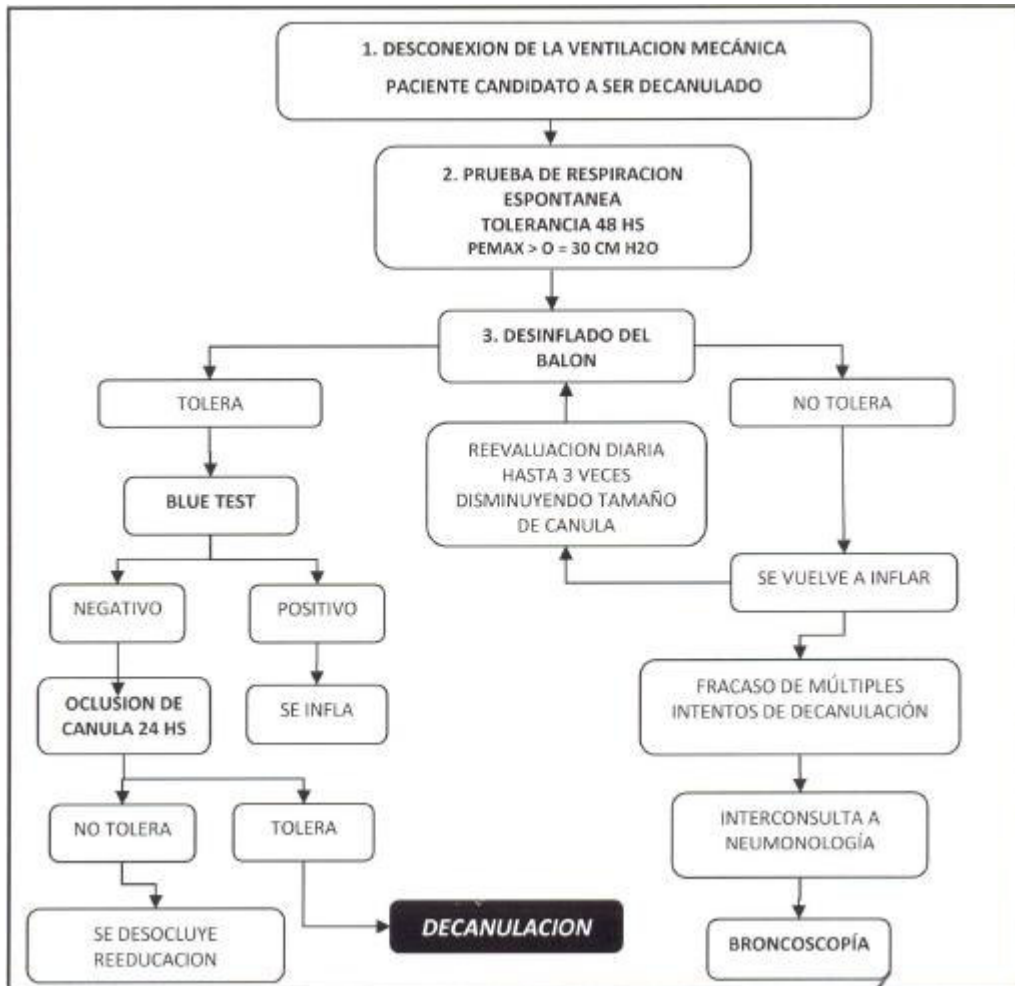 1. DESCONEXION DE LA VENTILACION MECÁNICA
PACIENTE CANDIDATO A SER DECANULADO
2. PRUEBA DE RESPIRACION
ESPONTANEA
TOLERANCIA 48 HS
PEMAX > O = 30 CM H2O
3. DESINFLADO DEL
BALON
TOLERA
NO TOLERA
REEVALUACION DIARIA
HASTA 3 VECES
DISMINUYENDO TAMAÑO
DE CANULA
BLUE TEST
SE VUELVE A INFLAR
NEGATIVO
POSITIVO
OCLUSION DE
CANULA 24 HS
SE INFLA
FRACASO DE MÚLTIPLES
INTENTOS DE DECANULACIÓN
NO TOLERA
TOLERA
INTERCONSULTA A
NEUMONOLOGÍA
SE DESOCLUYE
REEDUCACION
DECANULACION
BRONCOSCOPÍA